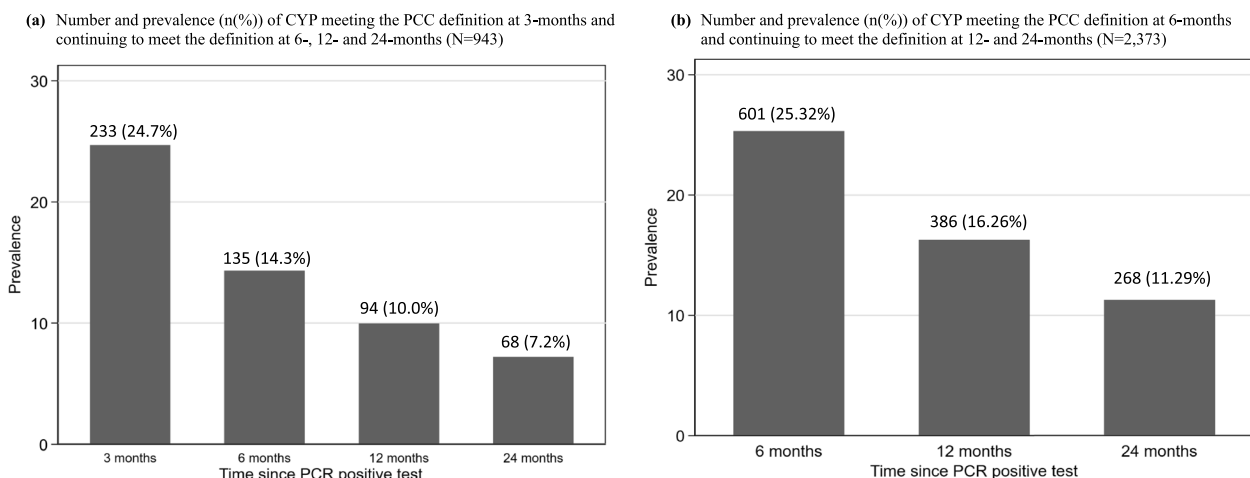 (a) Number and prevalence (n(%)) of CYP meeting the PCC definition at 3-months and
continuing to meet the definition at 6-, 12- and 24-months (N=943)
30
20
10
0
Prevalence
233 (24.7%)
135 (14.3%)
94 (10.0%)
68 (7.2%)
3 months
6 months
12 months
24 months
Time since PCR positive test
(b) Number and prevalence (n(%)) of CYP meeting the PCC definition at 6-months
and continuing to meet the definition at 12- and 24-months (N=2,373)
30
20
10
0
Prevalence
601 (25.32%)
386 (16.26%)
268 (11.29%)
6 months
12 months
24 months
Time since PCR positive test